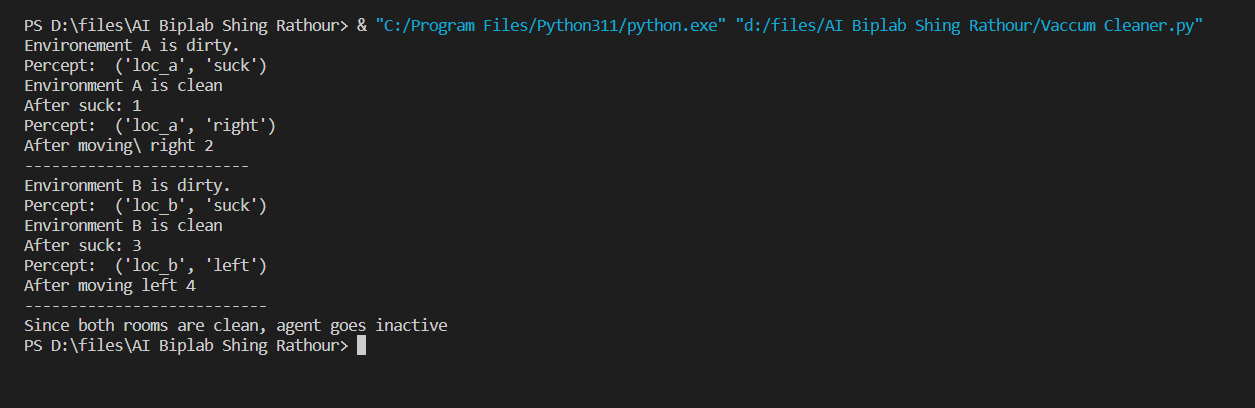 PS D:\files\AI Biplab Shing Rathour> & "C:/Program Files/Python311/python.exe" "d:/files/AI Biplab Shing Rathour/Vaccum Cleaner.py"
Environement A is dirty.
Percept:  ('loc_a', 'suck')
Environment A is clean
After suck: 1
Percept:  ('loc_a', 'right')
After moving\ right 2
-------------------------
Environment B is dirty.
Percept:  ('loc_b', 'suck')
Environment B is clean
After suck: 3
Percept:  ('loc_b', 'left')
After moving left 4
---------------------------
Since both rooms are clean, agent goes inactive
PS D:\files\AI Biplab Shing Rathour>